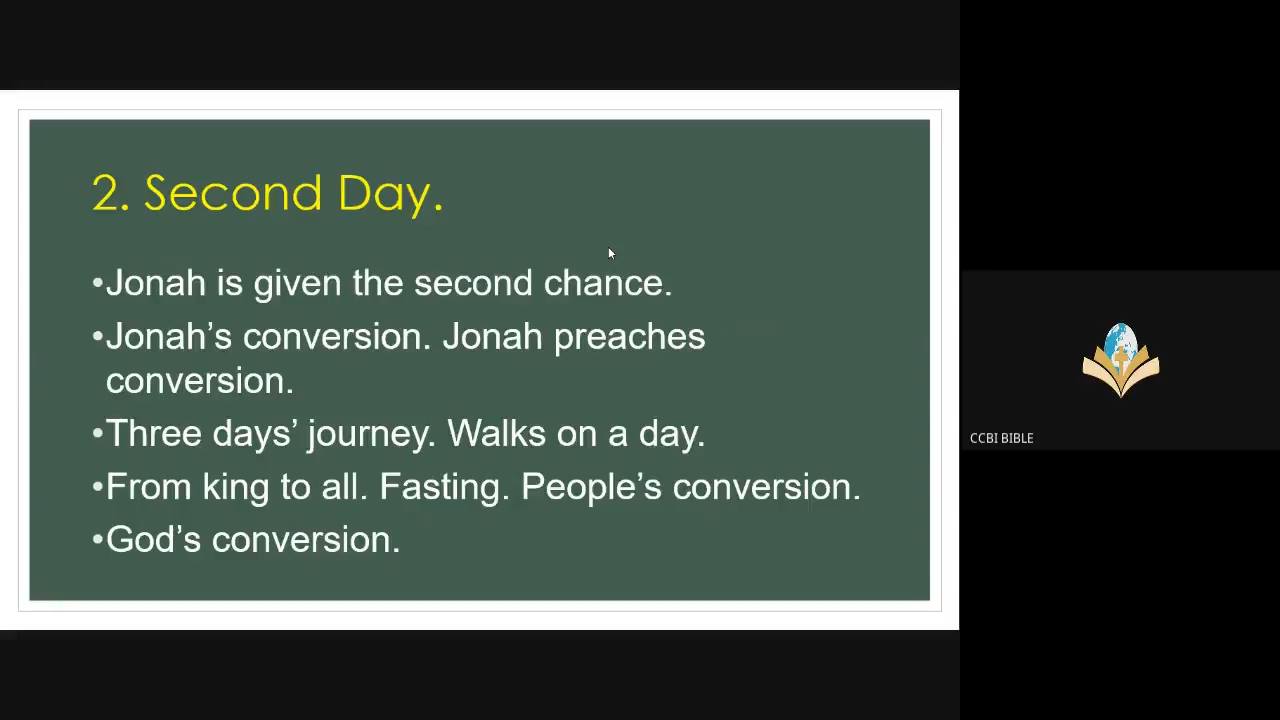 2. Second Day.
•Jonah is given the second chance.
•Jonah’s conversion. Jonah preaches
conversion.
•Three days’ journey. Walks on a day.
•From king to all. Fasting. People’s conversion.
•God’s conversion.
CCBI BIBLE